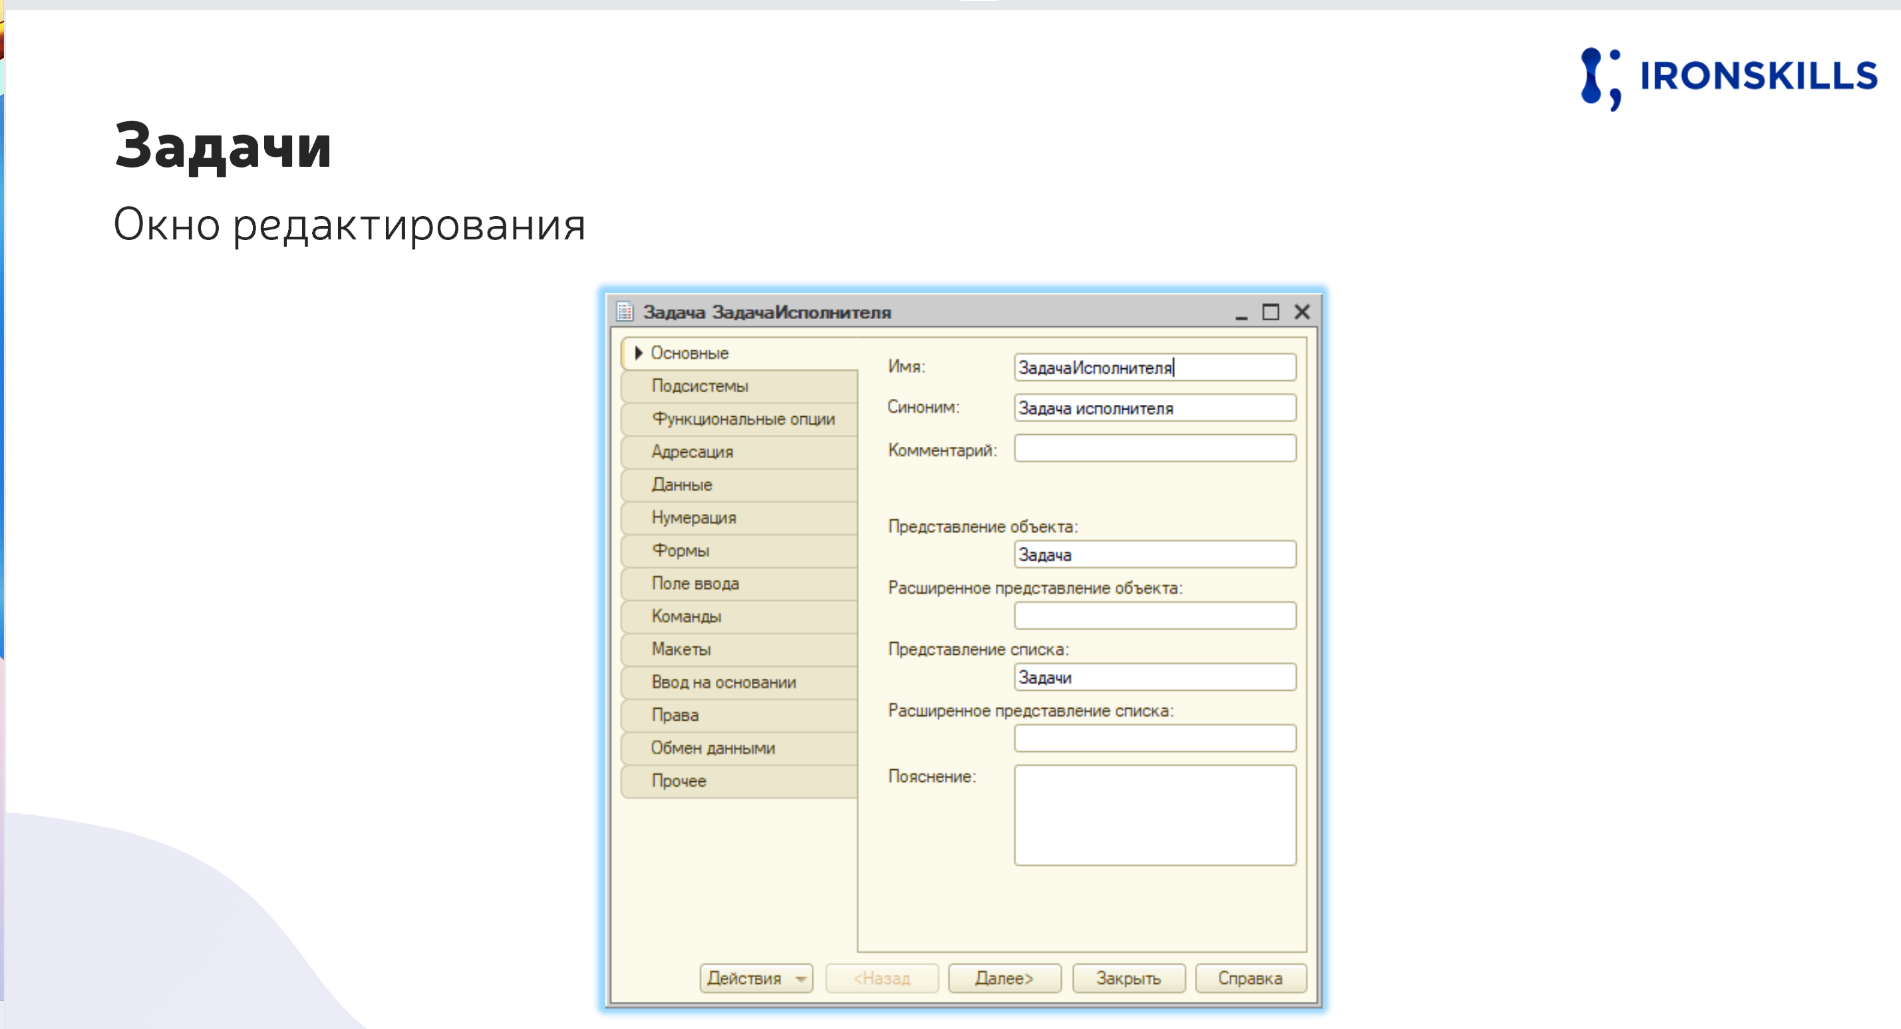 IRONSKILLS
Задачи
Окно редактирования
Задача ЗадачаИсполнителя
Основные
Подсистемы
Функциональные опции
Адресация
Данные
Нумерация
Формы
Поле ввода
Команды
Макеты
Ввод на основании
Права
Обмен данными
Прочее
Имя: ЗадачаИсполнителя
Синоним: Задача исполнителя
Комментарий:
Представление объекта:
Задача
Расширенное представление объекта:
Представление списка:
Задачи
Расширенное представление списка:
Пояснение:
Действия <Назад Далее> Закрыть Справка